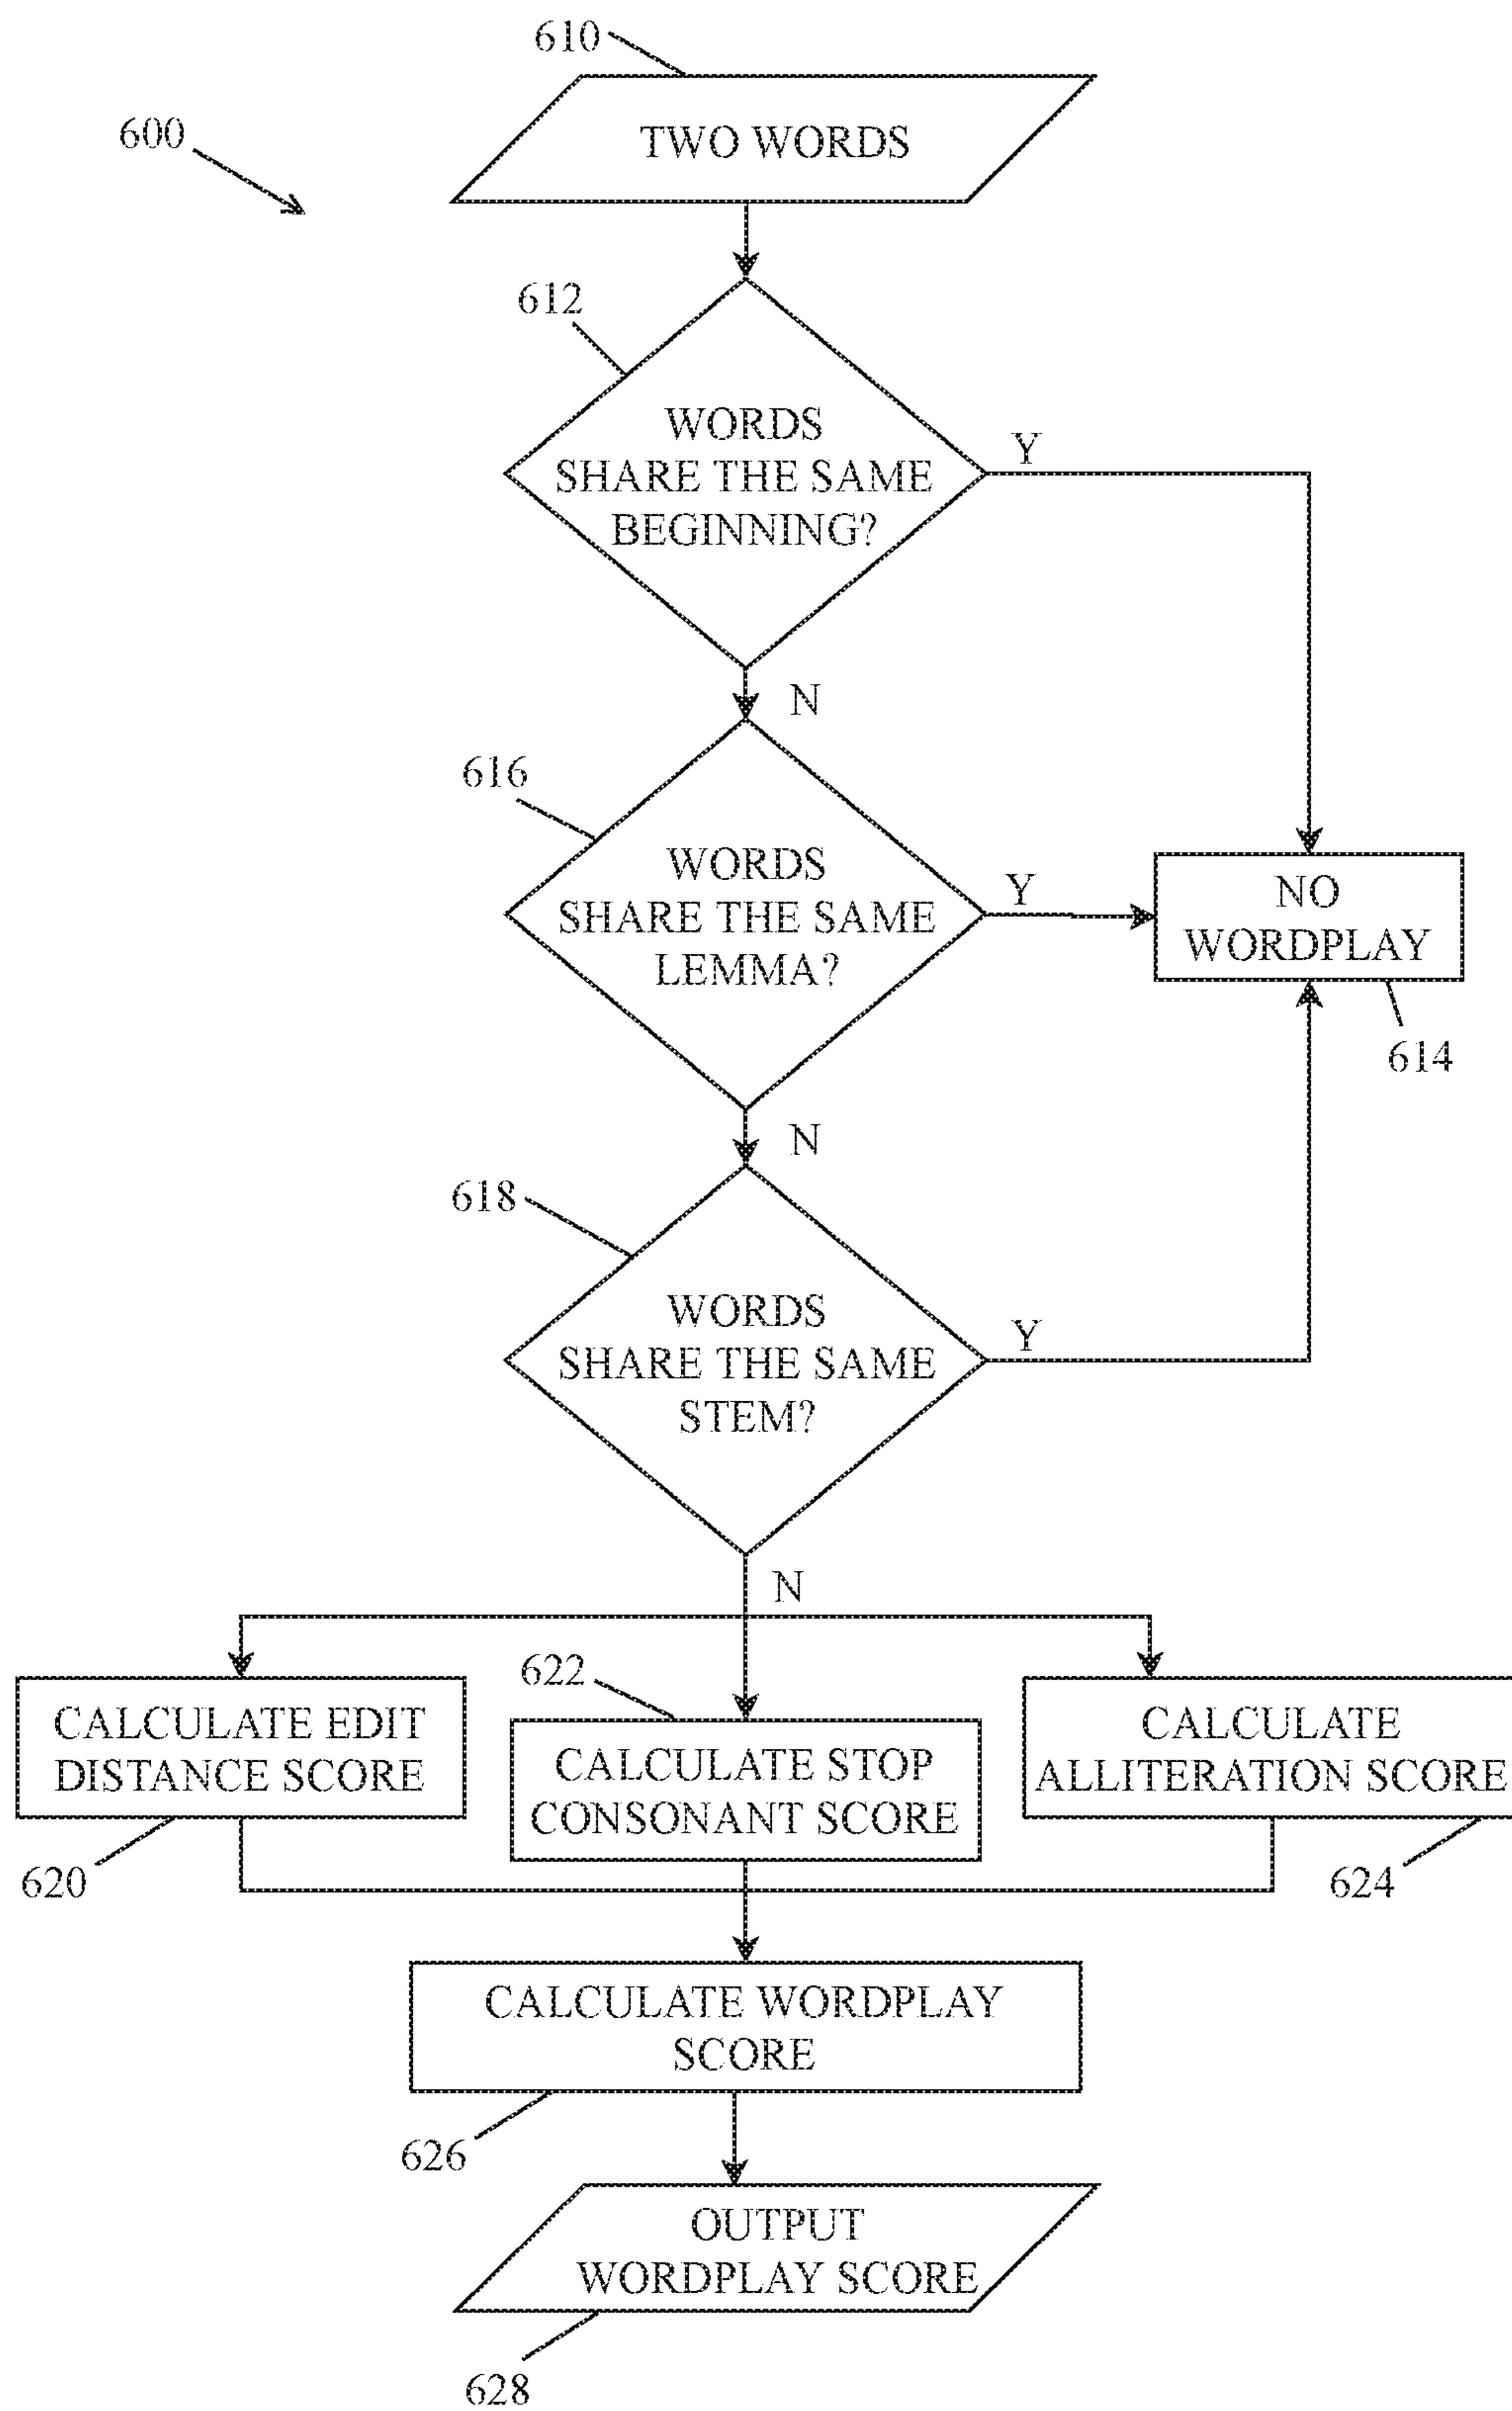 610
600
TWO WORDS
612
WORDS
SHARE THE SAME
BEGINNING?
Y
N
616
WORDS
SHARE THE SAME
LEMMA?
Y
NO
WORDPLAY
614
N
618
WORDS
SHARE THE SAME
STEM?
Y
N
622
CALCULATE EDIT
DISTANCE SCORE
CALCULATE STOP
CONSONANT SCORE
CALCULATE
ALLITERATION SCORE
620
624
CALCULATE WORDPLAY
SCORE
626
OUTPUT
WORDPLAY SCORE
628